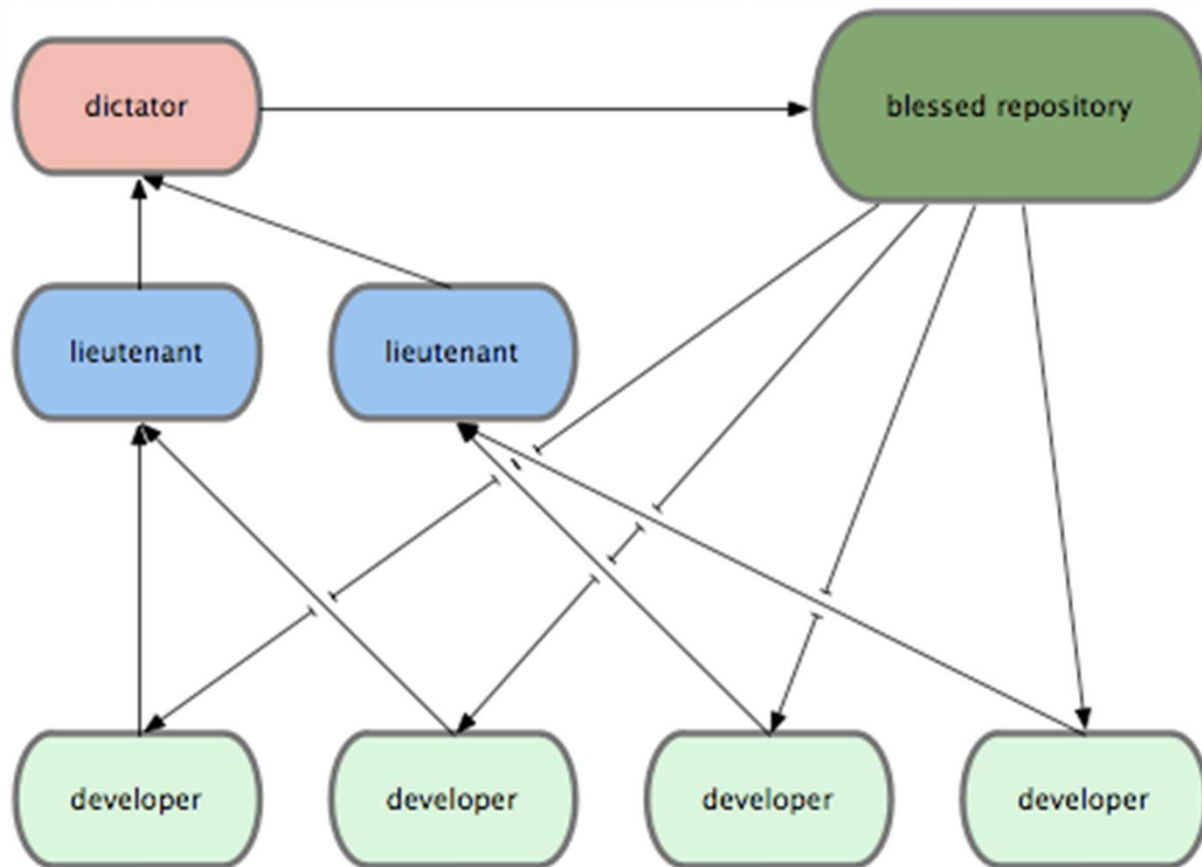 dictator
blessed repository
lieutenant
lieutenant
developer
developer
developer
developer